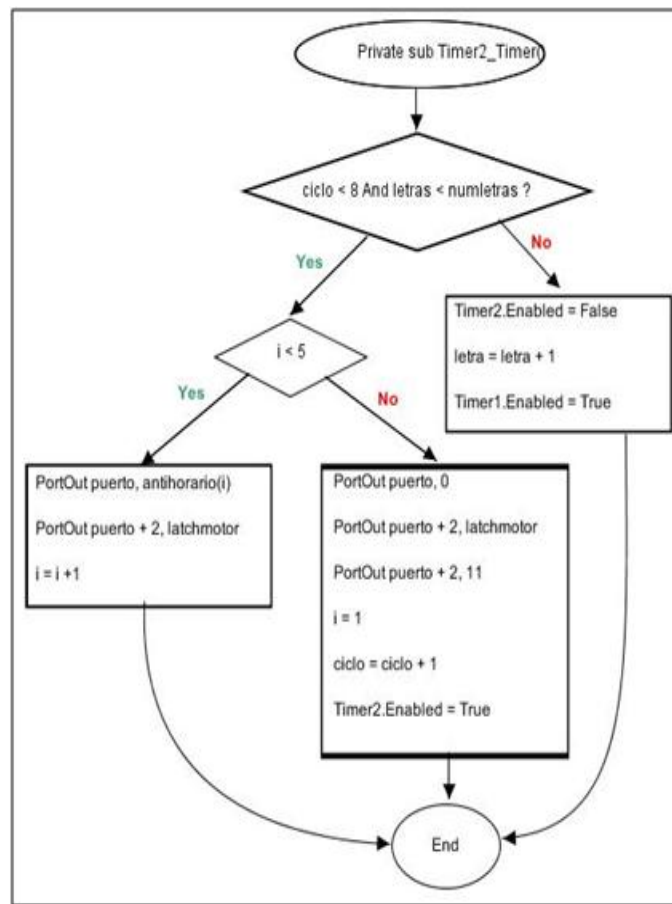 Private sub Timer2_Timer(
ciclo < 8 And letras < numletras ?
Yes
No
i < 5
Timer2.Enabled = False
letra = letra + 1
Timer1.Enabled = True
Yes
No
PortOut puerto, antihorario(i)
PortOut puerto + 2, latchmotor
i = i +1
PortOut puerto, 0
PortOut puerto + 2, latchmotor
PortOut puerto + 2, 11
i = 1
ciclo = ciclo + 1
Timer2.Enabled = True
End